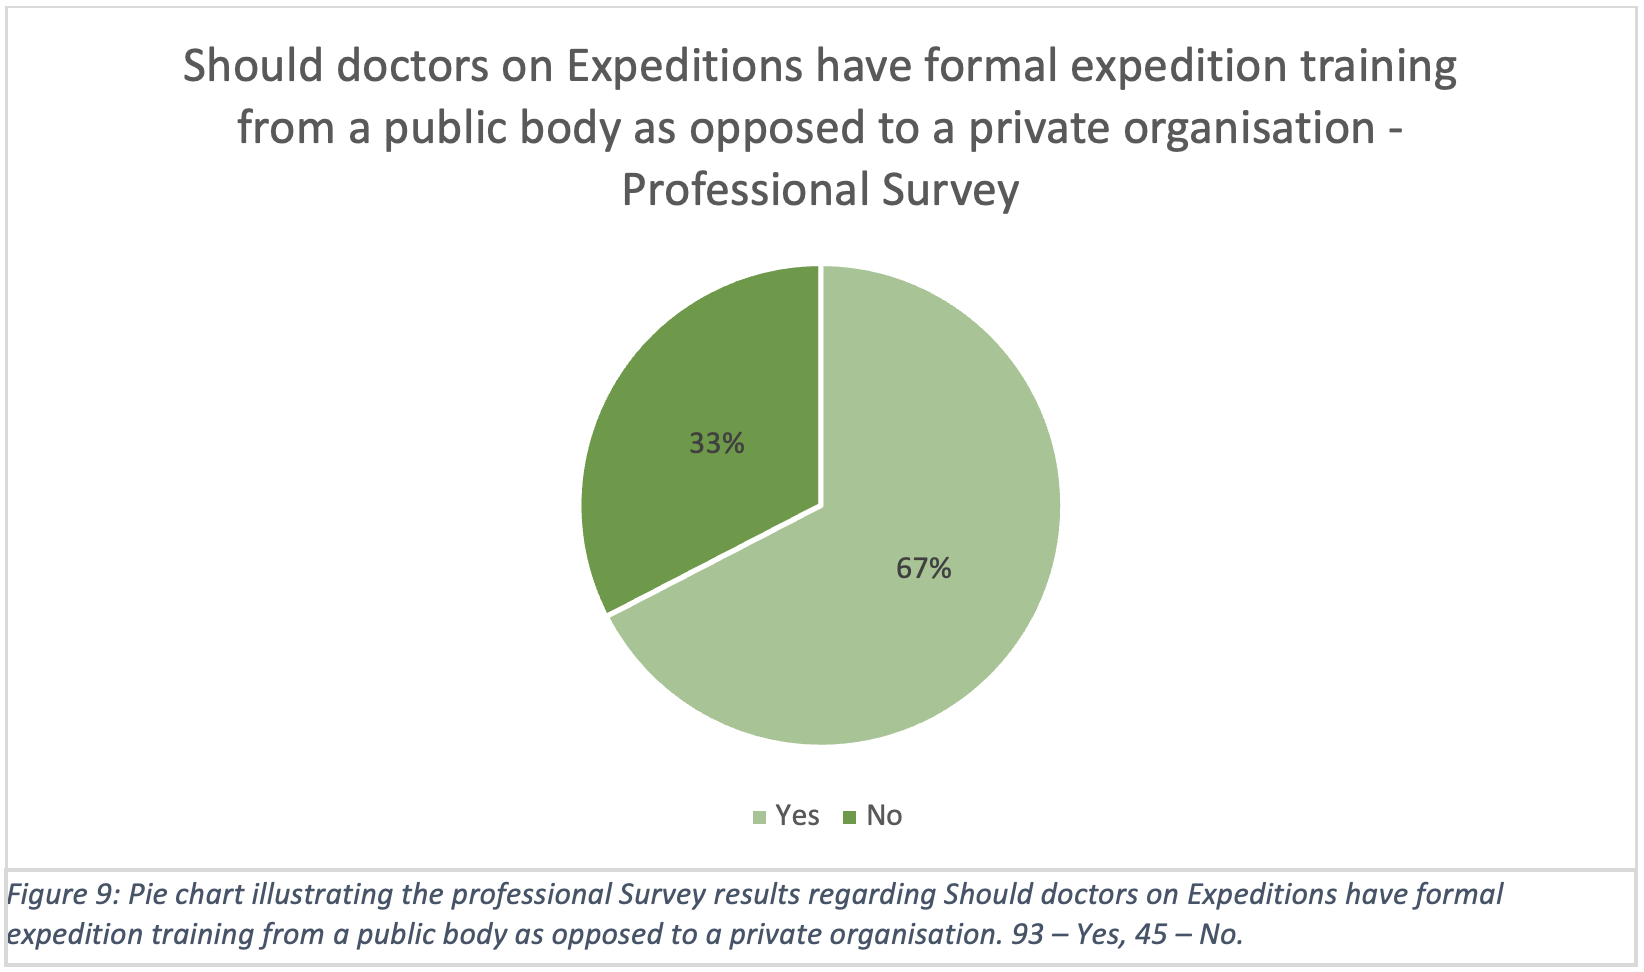 Should doctors on Expeditions have formal expedition training
from a public body as opposed to a private organisation -
Professional Survey
33%
67%
Yes No
Figure 9: Pie chart illustrating the professional Survey results regarding Should doctors on Expeditions have formal
expedition training from a public body as opposed to a private organisation. 93 – Yes, 45 – No.